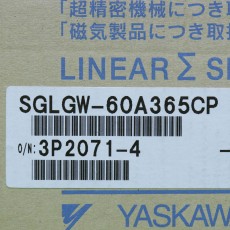 「超精密機械につき
「磁気製品につき取扱
LINEAR Σ SE
SGLGW-60A365CP
O/N: 3P2071-4
YASKAW